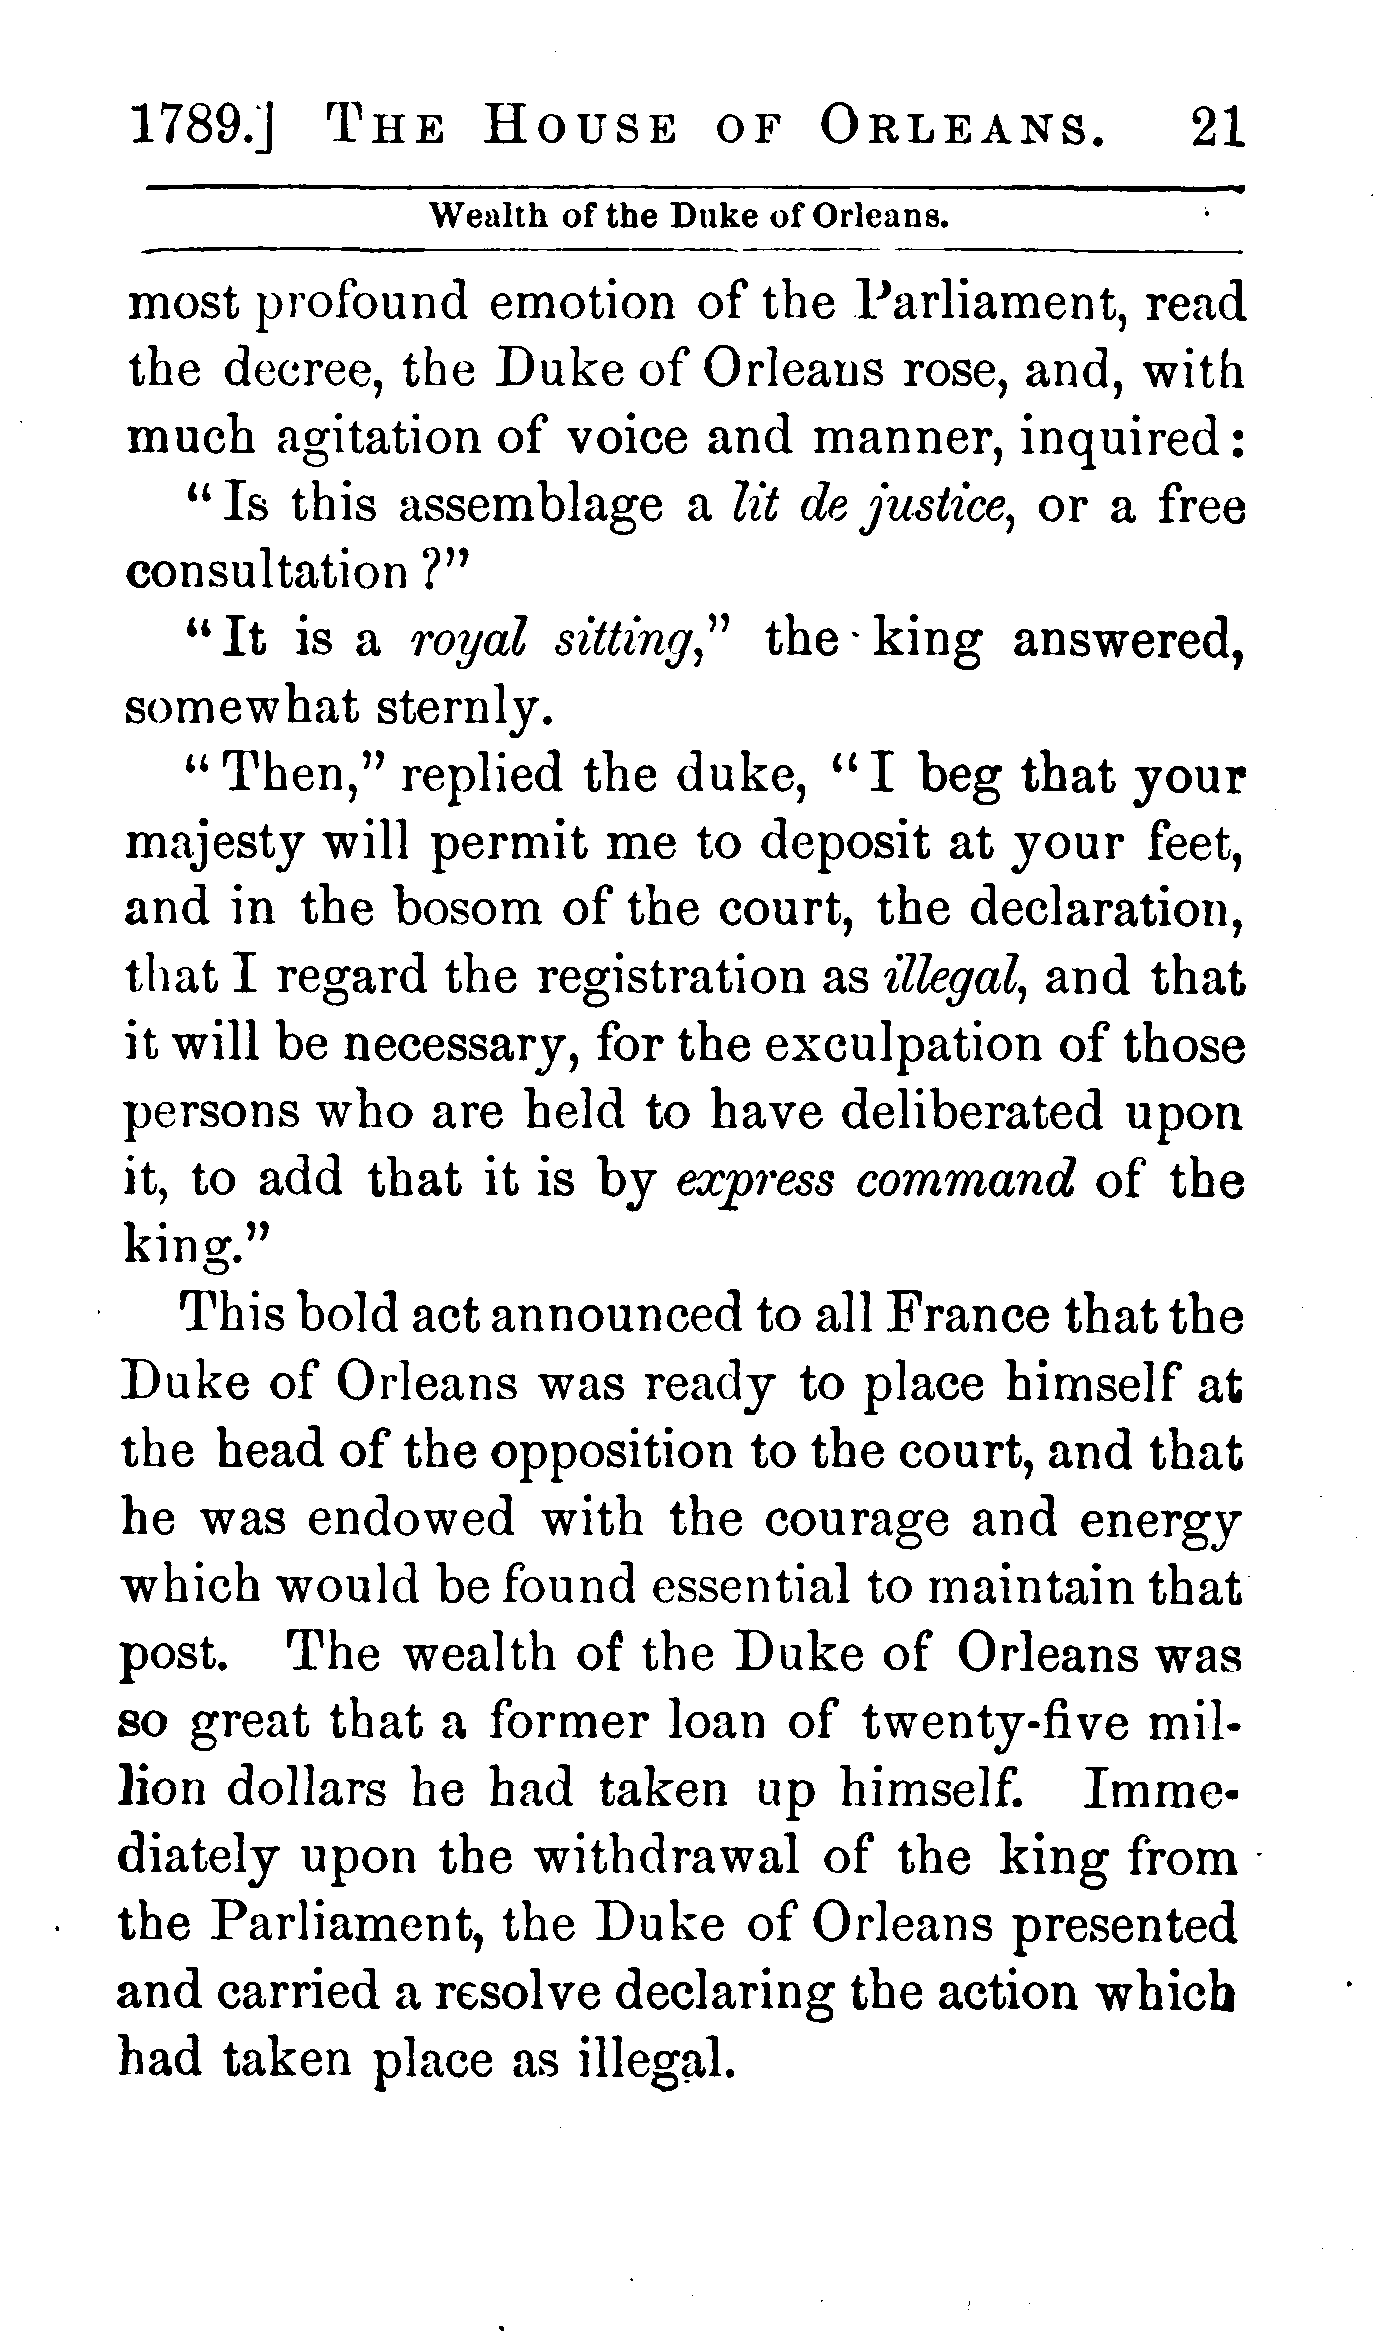 1789.] THE HOUSE OF ORLEANS. 21
Wealth of the Duke of Orleans.
most profound emotion of the Parliament, read
the decree, the Duke of Orleans rose, and, with
much agitation of voice and manner, inquired:
"Is this assemblage a lit de justice, or a free
consultation?"
"It is a royal sitting," the king answered,
somewhat sternly.
"Then," replied the duke, "I beg that your
majesty will permit me to deposit at your feet,
and in the bosom of the court, the declaration,
that I regard the registration as illegal, and that
it will be necessary, for the exculpation of those
persons who are held to have deliberated upon
it, to add that it is by express command of the
king."
This bold act announced to all France that the
Duke of Orleans was ready to place himself at
the head of the opposition to the court, and that
he was endowed with the courage and energy
which would be found essential to maintain that
post. The wealth of the Duke of Orleans was
so great that a former loan of twenty-five mil-
lion dollars he had taken up himself. Imme-
diately upon the withdrawal of the king from
the Parliament, the Duke of Orleans presented
and carried a resolve declaring the action which
had taken place as illegal.